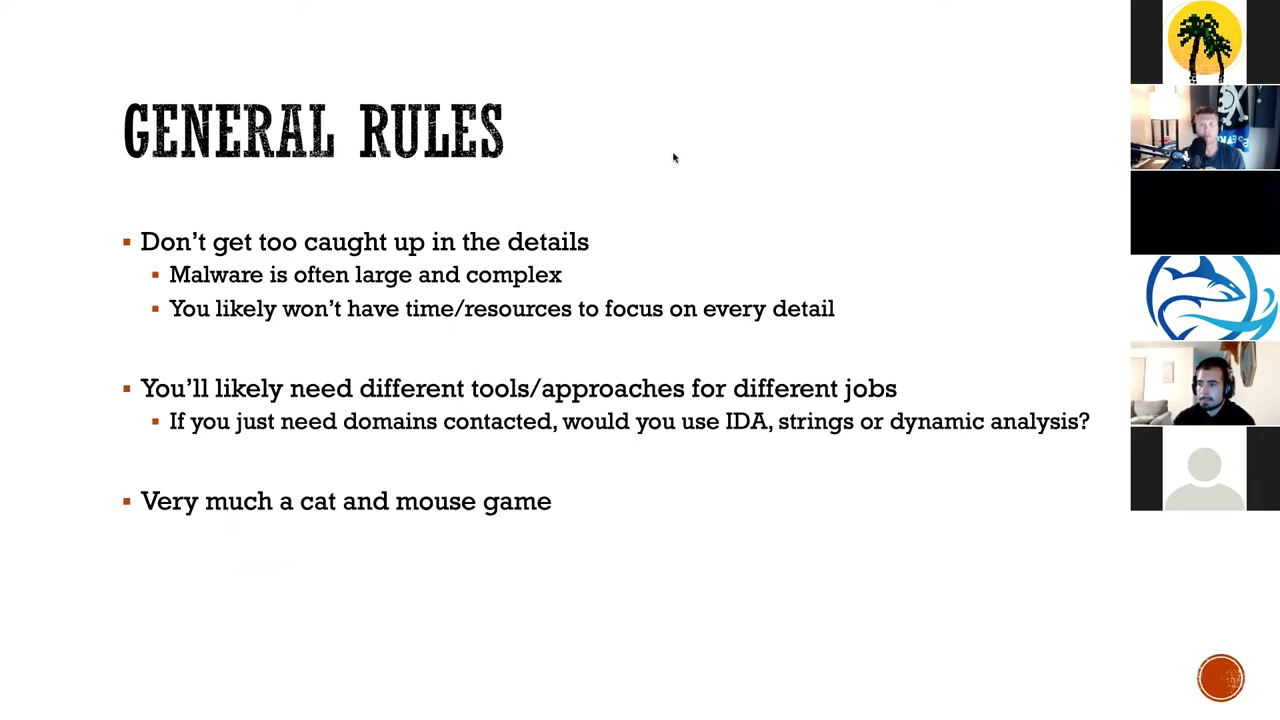 GENERAL RULES
Don't get too caught up in the details
Malware is often large and complex
You likely won't have time/resources to focus on every detail
You'll likely need different tools/approaches for different jobs
If you just need domains contacted, would you use IDA, strings or dynamic analysis?
Very much a cat and mouse game